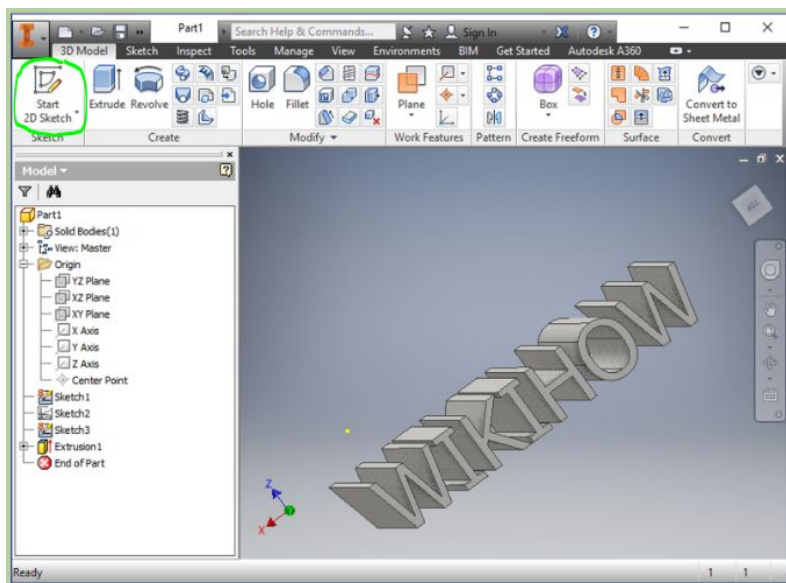 Part1 Search Help & Commands... Sign In
3D Model Sketch Inspect Tools Manage View Environments BIM Get Started Autodesk A360
Start 2D Sketch
Extrude Revolve
Hole Fillet
Plane
Box
Convert to Sheet Metal
Sketch Create Modify Work Features Pattern Create Freeform Surface Convert
Model
Part1
Solid Bodies(1)
View: Master
Origin
YZ Plane
XZ Plane
XY Plane
X Axis
Y Axis
Z Axis
Center Point
Sketch1
Sketch2
Sketch3
Extrusion1
End of Part
WIKIHOW
Z
X
Ready 1 1